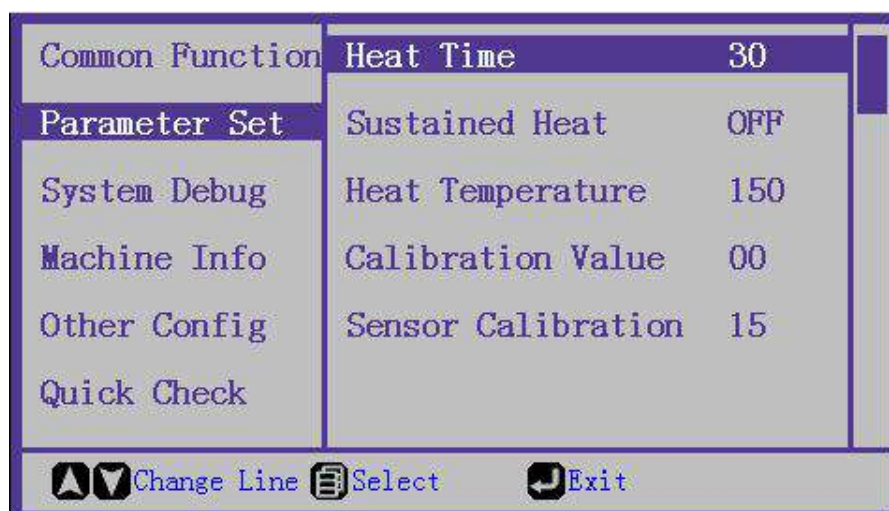 Common Function Heat Time 30
Parameter Set Sustained Heat OFF
System Debug Heat Temperature 150
Machine Info Calibration Value 00
Other Config Sensor Calibration 15
Quick Check
Change Line Select Exit